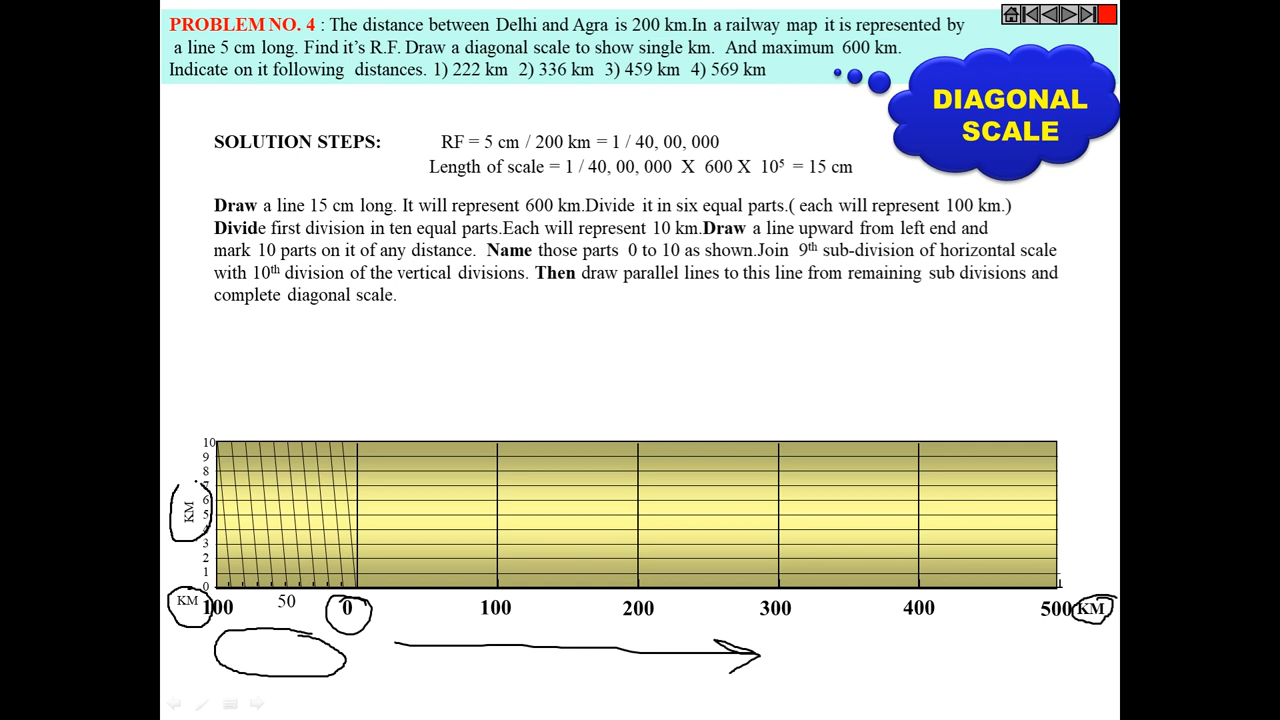 PROBLEM NO. 4 : The distance between Delhi and Agra is 200 km.In a railway map it is represented by
a line 5 cm long. Find it’s R.F. Draw a diagonal scale to show single km. And maximum 600 km.
Indicate on it following distances. 1) 222 km 2) 336 km 3) 459 km 4) 569 km
DIAGONAL
SCALE
SOLUTION STEPS: RF = 5 cm / 200 km = 1 / 40, 00, 000
Length of scale = 1 / 40, 00, 000 X 600 X 10⁵ = 15 cm
Draw a line 15 cm long. It will represent 600 km.Divide it in six equal parts.( each will represent 100 km.)
Divide first division in ten equal parts.Each will represent 10 km.Draw a line upward from left end and
mark 10 parts on it of any distance. Name those parts 0 to 10 as shown.Join 9th sub-division of horizontal scale
with 10th division of the vertical divisions. Then draw parallel lines to this line from remaining sub divisions and
complete diagonal scale.
10
9
8
7
6
5
4
3
2
1
0
KM
KM 100 50 0 100 200 300 400 500 KM